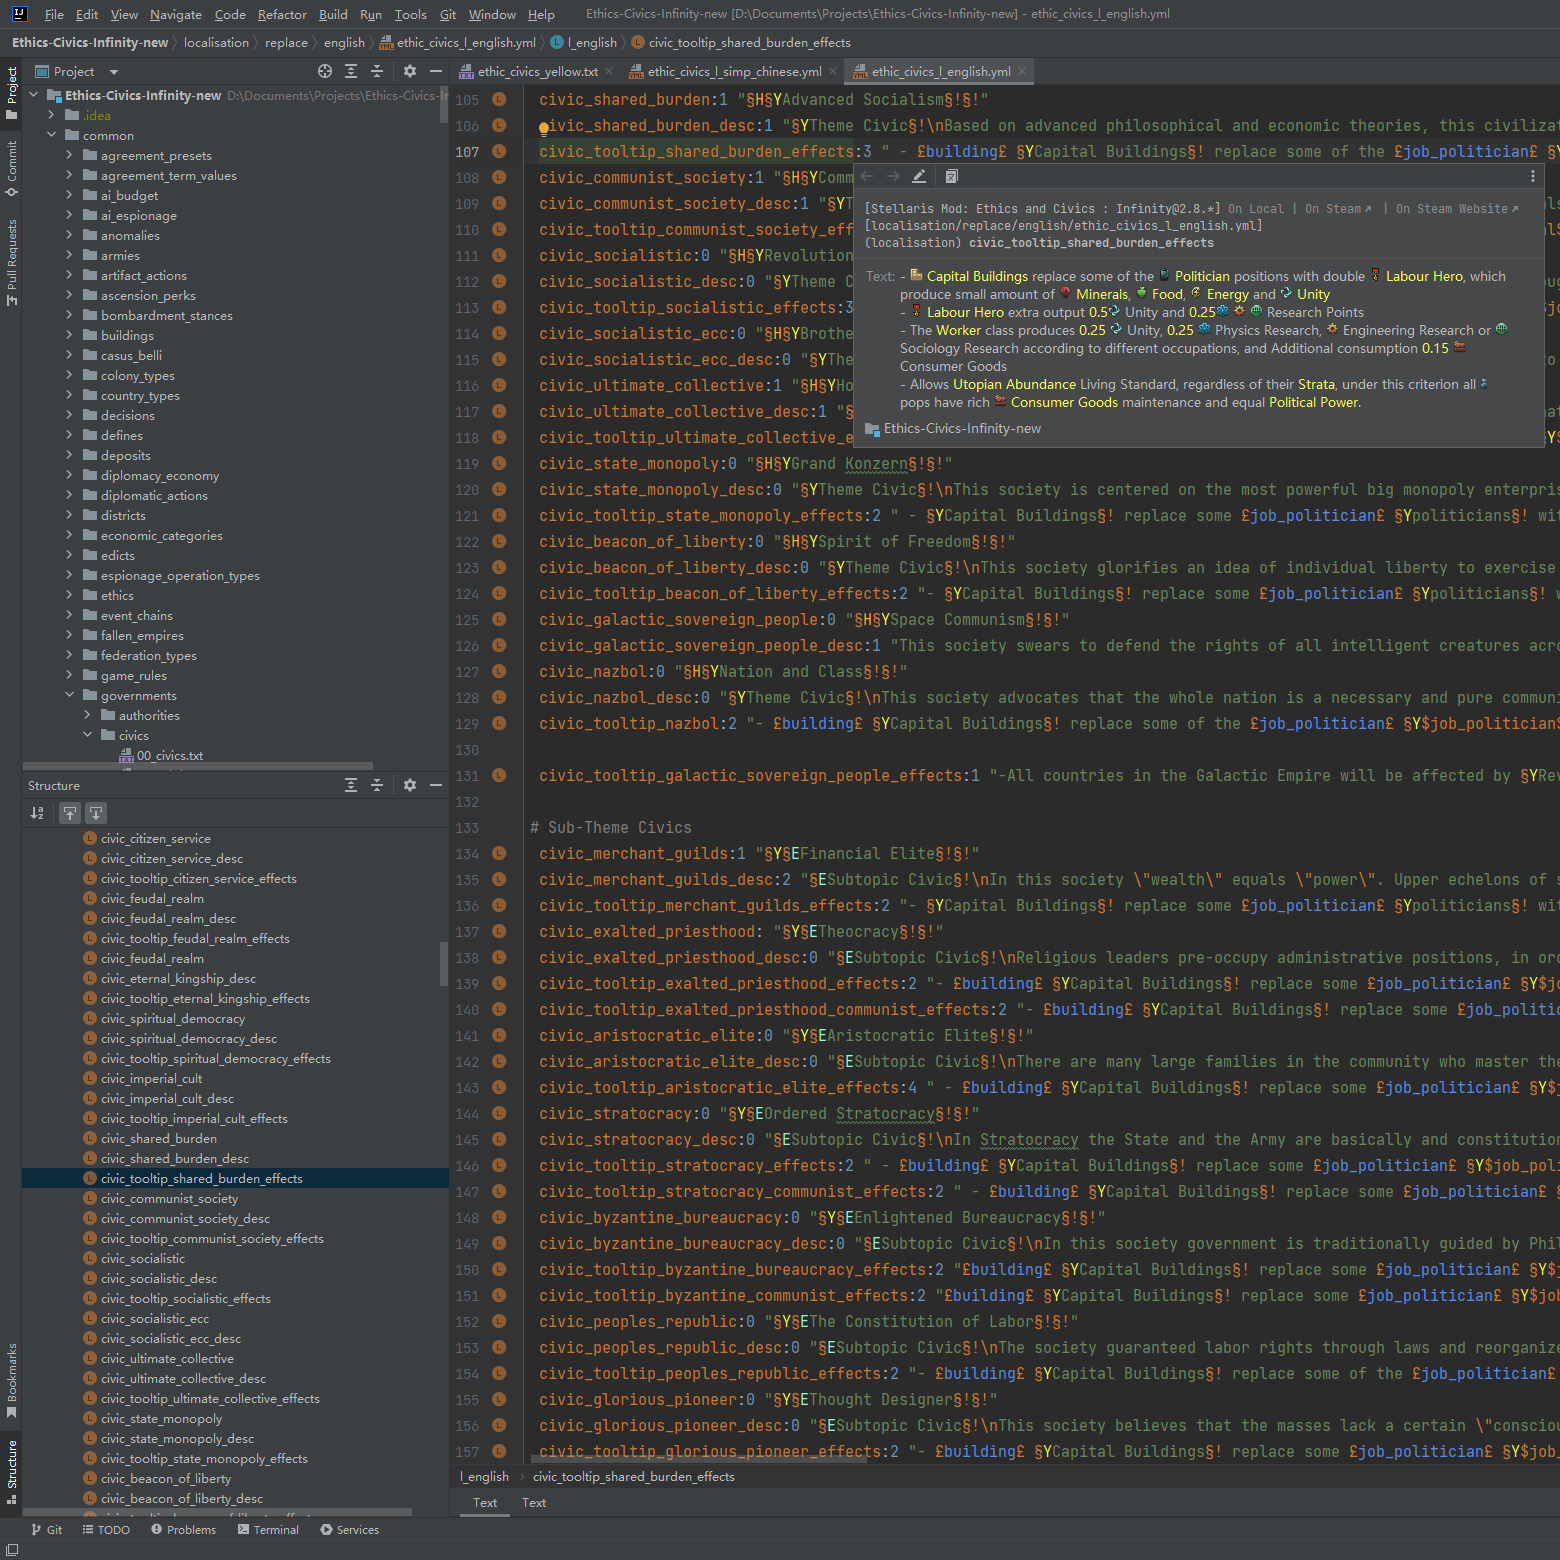 File Edit View Navigate Code Refactor Build Run Tools Git Window Help Ethics-Civics-Infinity-new [D:\Documents\Projects\Ethics-Civics-Infinity-new] - ethic_civics_l_english.yml
Ethics-Civics-Infinity-new localisation replace english ethic_civics_l_english.yml l_english civic_tooltip_shared_burden_effects
Project
Commit
Pull Requests
Bookmarks
Structure
Project
Ethics-Civics-Infinity-new D:\Documents\Projects\Ethics-Civics-I
.idea
common
agreement_presets
agreement_term_values
ai_budget
ai_espionage
anomalies
armies
artifact_actions
ascension_perks
bombardment_stances
buildings
casus_belli
colony_types
country_types
decisions
defines
deposits
diplomacy_economy
diplomatic_actions
districts
economic_categories
edicts
espionage_operation_types
ethics
event_chains
fallen_empires
federation_types
game_rules
governments
authorities
civics
00_civics.txt
Structure
civic_citizen_service
civic_citizen_service_desc
civic_tooltip_citizen_service_effects
civic_feudal_realm
civic_feudal_realm_desc
civic_tooltip_feudal_realm_effects
civic_feudal_realm
civic_eternal_kingship_desc
civic_tooltip_eternal_kingship_effects
civic_spiritual_democracy
civic_spiritual_democracy_desc
civic_tooltip_spiritual_democracy_effects
civic_imperial_cult
civic_imperial_cult_desc
civic_tooltip_imperial_cult_effects
civic_shared_burden
civic_shared_burden_desc
civic_tooltip_shared_burden_effects
civic_communist_society
civic_communist_society_desc
civic_tooltip_communist_society_effects
civic_socialistic
civic_socialistic_desc
civic_tooltip_socialistic_effects
civic_socialistic_ecc
civic_socialistic_ecc_desc
civic_ultimate_collective
civic_ultimate_collective_desc
civic_tooltip_ultimate_collective_effects
civic_state_monopoly
civic_state_monopoly_desc
civic_tooltip_state_monopoly_effects
civic_beacon_of_liberty
civic_beacon_of_liberty_desc
ethic_civics_yellow.txt ethic_civics_l_simp_chinese.yml ethic_civics_l_english.yml
105 civic_shared_burden:1 "§H§YAdvanced Socialism§!§!"
106 civic_shared_burden_desc:1 "§YTheme Civic§!\nBased on advanced philosophical and economic theories, this civilizat
107 civic_tooltip_shared_burden_effects:3 " - £building£ §YCapital Buildings§! replace some of the £job_politician£ §Y
108 civic_communist_society:1 "§H§YComm
109 civic_communist_society_desc:1 "§YT
110 civic_tooltip_communist_society_eff
111 civic_socialistic:0 "§H§YRevolution
112 civic_socialistic_desc:0 "§YTheme C
113 civic_tooltip_socialistic_effects:3
114 civic_socialistic_ecc:0 "§H§YBrothe
115 civic_socialistic_ecc_desc:0 "§YThe
116 civic_ultimate_collective:1 "§H§YHo
117 civic_ultimate_collective_desc:1 "§
118 civic_tooltip_ultimate_collective_e
119 civic_state_monopoly:0 "§H§YGrand Konzern§!§!"
120 civic_state_monopoly_desc:0 "§YTheme Civic§!\nThis society is centered on the most powerful big monopoly enterpris
121 civic_tooltip_state_monopoly_effects:2 " - §YCapital Buildings§! replace some £job_politician£ §Ypoliticians§! wit
122 civic_beacon_of_liberty:0 "§H§YSpirit of Freedom§!§!"
123 civic_beacon_of_liberty_desc:0 "§YTheme Civic§!\nThis society glorifies an idea of individual liberty to exercise
124 civic_tooltip_beacon_of_liberty_effects:2 "- §YCapital Buildings§! replace some £job_politician£ §Ypoliticians§! w
125 civic_galactic_sovereign_people:0 "§H§YSpace Communism§!§!"
126 civic_galactic_sovereign_people_desc:1 "This society swears to defend the rights of all intelligent creatures acro
127 civic_nazbol:0 "§H§YNation and Class§!§!"
128 civic_nazbol_desc:0 "§YTheme Civic§!\nThis society advocates that the whole nation is a necessary and pure communi
129 civic_tooltip_nazbol:2 "- £building£ §YCapital Buildings§! replace some of the £job_politician£ §Y$job_politician$
130
131 civic_tooltip_galactic_sovereign_people_effects:1 "-All countries in the Galactic Empire will be affected by §YRev
132
133 # Sub-Theme Civics
134 civic_merchant_guilds:1 "§Y§EFinancial Elite§!§!"
135 civic_merchant_guilds_desc:2 "§ESubtopic Civic§!\nIn this society \"wealth\" equals \"power\". Upper echelons of s
136 civic_tooltip_merchant_guilds_effects:2 "- §YCapital Buildings§! replace some £job_politician£ §Ypoliticians§! wit
137 civic_exalted_priesthood: "§Y§ETheocracy§!§!"
138 civic_exalted_priesthood_desc:0 "§ESubtopic Civic§!\nReligious leaders pre-occupy administrative positions, in ord
139 civic_tooltip_exalted_priesthood_effects:2 "- £building£ §YCapital Buildings§! replace some £job_politician£ §Y$jo
140 civic_tooltip_exalted_priesthood_communist_effects:2 "- £building£ §YCapital Buildings§! replace some £job_politic
141 civic_aristocratic_elite:0 "§Y§EAristocratic Elite§!§!"
142 civic_aristocratic_elite_desc:0 "§ESubtopic Civic§!\nThere are many large families in the community who master the
143 civic_tooltip_aristocratic_elite_effects:4 " - £building£ §YCapital Buildings§! replace some £job_politician£ §Y$j
144 civic_stratocracy:0 "§Y§EOrdered Stratocracy§!§!"
145 civic_stratocracy_desc:0 "§ESubtopic Civic§!\nIn Stratocracy the State and the Army are basically and constitution
146 civic_tooltip_stratocracy_effects:2 " - £building£ §YCapital Buildings§! replace some £job_politician£ §Y$job_poli
147 civic_tooltip_stratocracy_communist_effects:2 " - £building£ §YCapital Buildings§! replace some £job_politician£ §
148 civic_byzantine_bureaucracy:0 "§Y§EEnlightened Bureaucracy§!§!"
149 civic_byzantine_bureaucracy_desc:0 "§ESubtopic Civic§!\nIn this society government is traditionally guided by Phil
150 civic_tooltip_byzantine_bureaucracy_effects:2 "£building£ §YCapital Buildings§! replace some £job_politician£ §Y$j
151 civic_tooltip_byzantine_communist_effects:2 "£building£ §YCapital Buildings§! replace some £job_politician£ §Y$job
152 civic_peoples_republic:0 "§Y§EThe Constitution of Labor§!§!"
153 civic_peoples_republic_desc:0 "§ESubtopic Civic§!\nThe society guaranteed labor rights through laws and reorganize
154 civic_tooltip_peoples_republic_effects:2 "- £building£ §YCapital Buildings§! replace some of the £job_politician£
155 civic_glorious_pioneer:0 "§Y§EThought Designer§!§!"
156 civic_glorious_pioneer_desc:0 "§ESubtopic Civic§!\nThis society believes that the masses lack a certain \"consciou
157 civic_tooltip_glorious_pioneer_effects:2 "- £building£ §YCapital Buildings§! replace some £job_politician£ §Y$job_
[Stellaris Mod: Ethics and Civics : Infinity@2.8.*] On Local | On Steam | On Steam Website
[localisation/replace/english/ethic_civics_l_english.yml]
(localisation) civic_tooltip_shared_burden_effects
Text: - Capital Buildings replace some of the Politician positions with double Labour Hero, which
produce small amount of Minerals, Food, Energy and Unity
- Labour Hero extra output 0.5 Unity and 0.25 Research Points
- The Worker class produces 0.25 Unity, 0.25 Physics Research, Engineering Research or
Sociology Research according to different occupations, and Additional consumption 0.15
Consumer Goods
- Allows Utopian Abundance Living Standard, regardless of their Strata, under this criterion all
pops have rich Consumer Goods maintenance and equal Political Power.
Ethics-Civics-Infinity-new
l_english civic_tooltip_shared_burden_effects
Text Text
Git TODO Problems Terminal Services